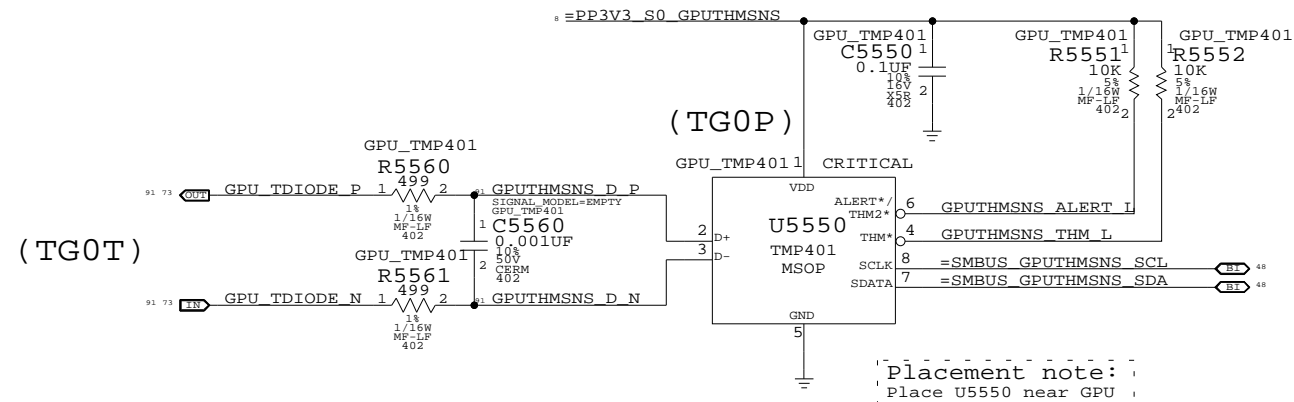 8 =PP3V3_S0_GPUTHMSNS
GPU_TMP401
C5550
1
0.1UF
10%
16V
X5R
402
2
GPU_TMP401
R5551
1
10K
5%
1/16W
MF-LF
402
2
GPU_TMP401
R5552
1
10K
5%
1/16W
MF-LF
402
2
(TG0P)
GPU_TMP401
R5560
499
1 2
1%
1/16W
MF-LF
402
91 73 OUT GPU_TDIODE_P
91 GPUTHMSNS_D_P
SIGNAL_MODEL=EMPTY
GPU_TMP401
C5560
1
0.001UF
10%
50V
CERM
402
2
(TG0T)
GPU_TMP401
R5561
499
1 2
1%
1/16W
MF-LF
402
91 73 IN GPU_TDIODE_N
91 GPUTHMSNS_D_N
GPU_TMP401 1 CRITICAL
VDD
U5550
TMP401
MSOP
2 D+
3 D-
ALERT*/
THM2*
6 GPUTHMSNS_ALERT_L
THM* 4 GPUTHMSNS_THM_L
SCLK 8 =SMBUS_GPUTHMSNS_SCL BI 48
SDATA 7 =SMBUS_GPUTHMSNS_SDA BI 48
GND
5
Placement note:
Place U5550 near GPU